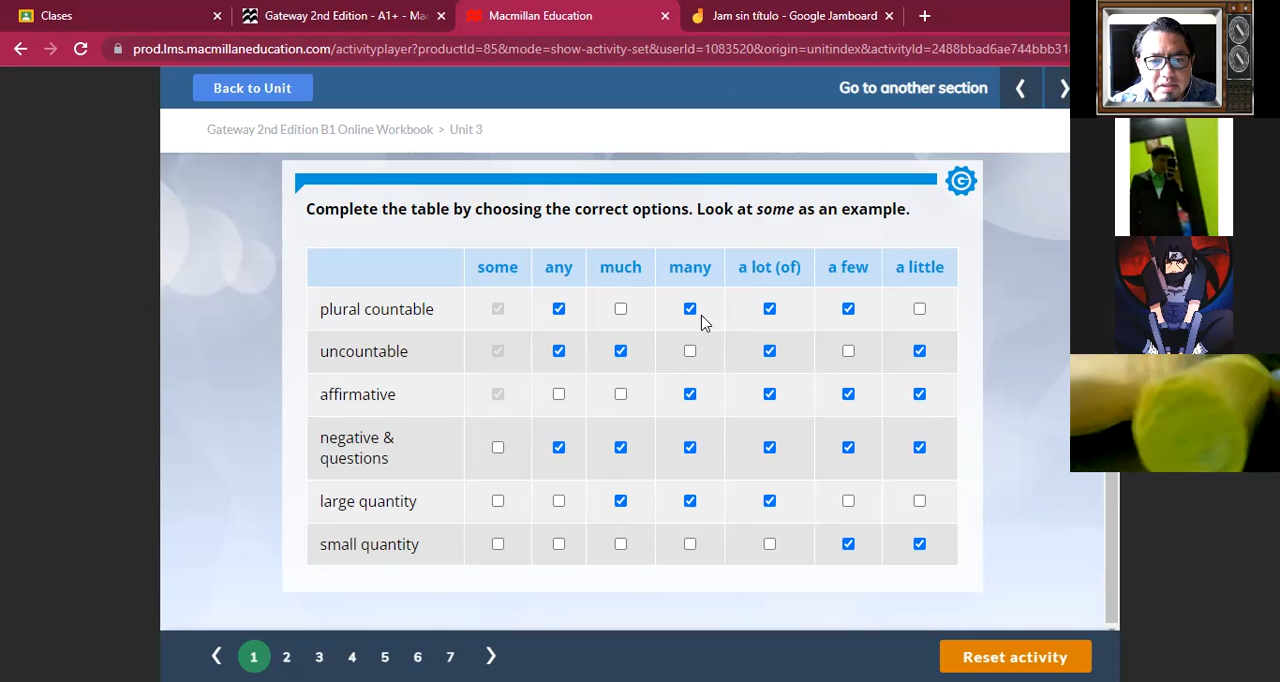 Clases
Gateway 2nd Edition - A1+ - Mac
Macmillan Education
Jam sin título - Google Jamboard
prod.lms.macmillaneducation.com/activityplayer?productId=85&mode=show-activity-set&userId=1083520&origin=unitindex&activityId=2488bbad6ae744bbb31
Back to Unit
Go to another section
Gateway 2nd Edition B1 Online Workbook > Unit 3
G
Complete the table by choosing the correct options. Look at some as an example.
some any much many a lot (of) a few a little
plural countable
uncountable
affirmative
negative &
questions
large quantity
small quantity
1 2 3 4 5 6 7
Reset activity